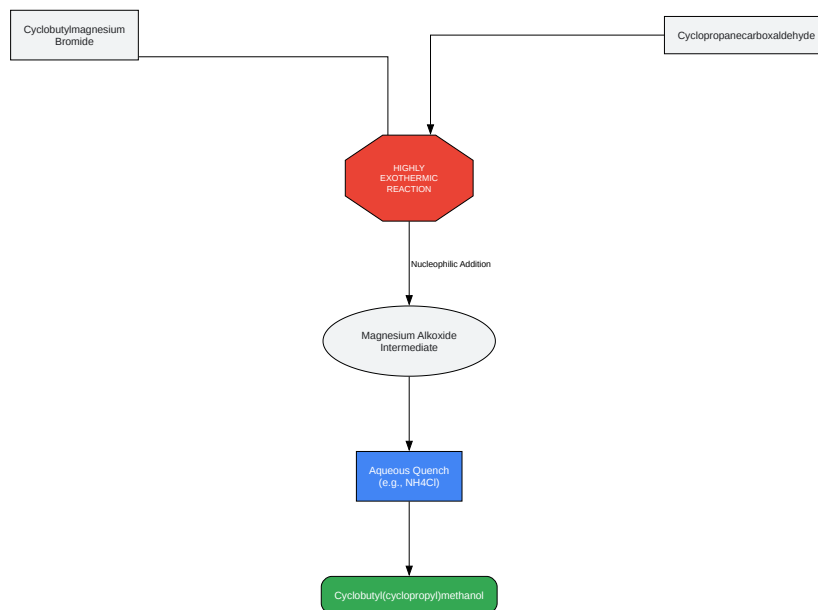 Cyclobutylmagnesium
Bromide
Cyclopropanecarboxaldehyde
HIGHLY
EXOTHERMIC
REACTION
Nucleophilic Addition
Magnesium Alkoxide
Intermediate
Aqueous Quench
(e.g., NH4Cl)
Cyclobutyl(cyclopropyl)methanol